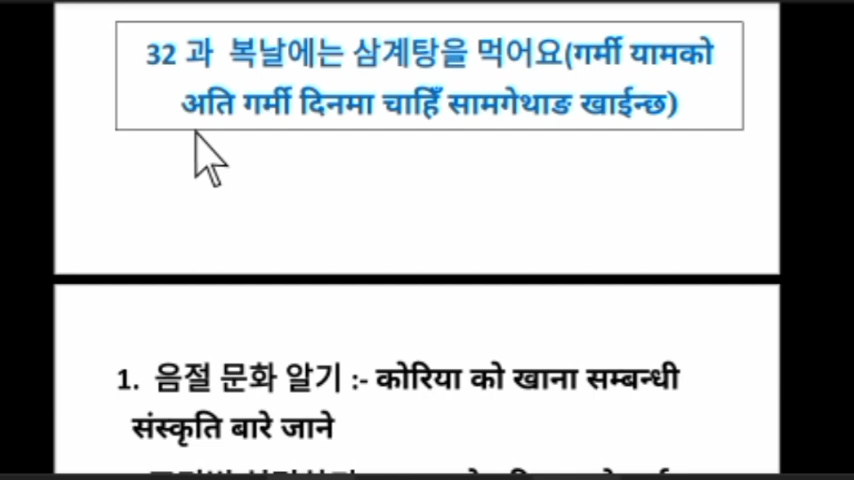 32 과 복날에는 삼계탕을 먹어요(गर्मी यामको
अति गर्मी दिनमा चाहिँ सामगेथाङ खाईन्छ)
1. 음절 문화 알기 :- कोरिया को खाना सम्बन्धी
संस्कृति बारे जाने